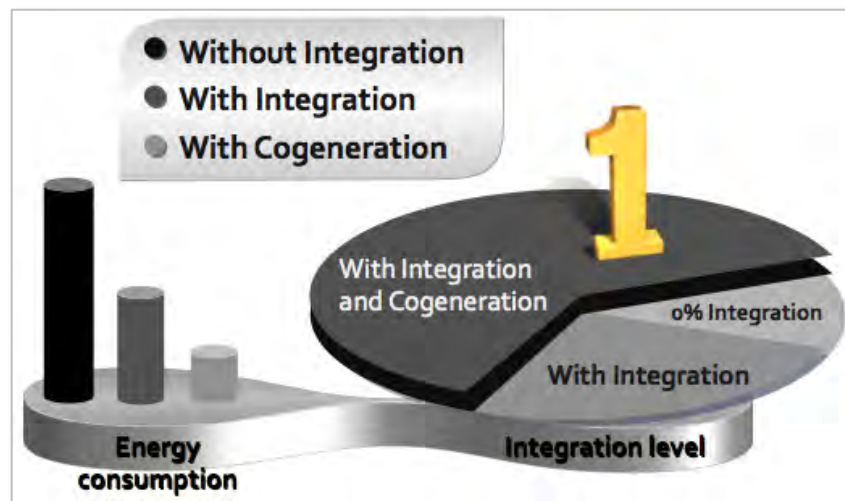 Without Integration
With Integration
With Cogeneration
1
With Integration
and Cogeneration
0% Integration
With Integration
Energy
consumption
Integration level